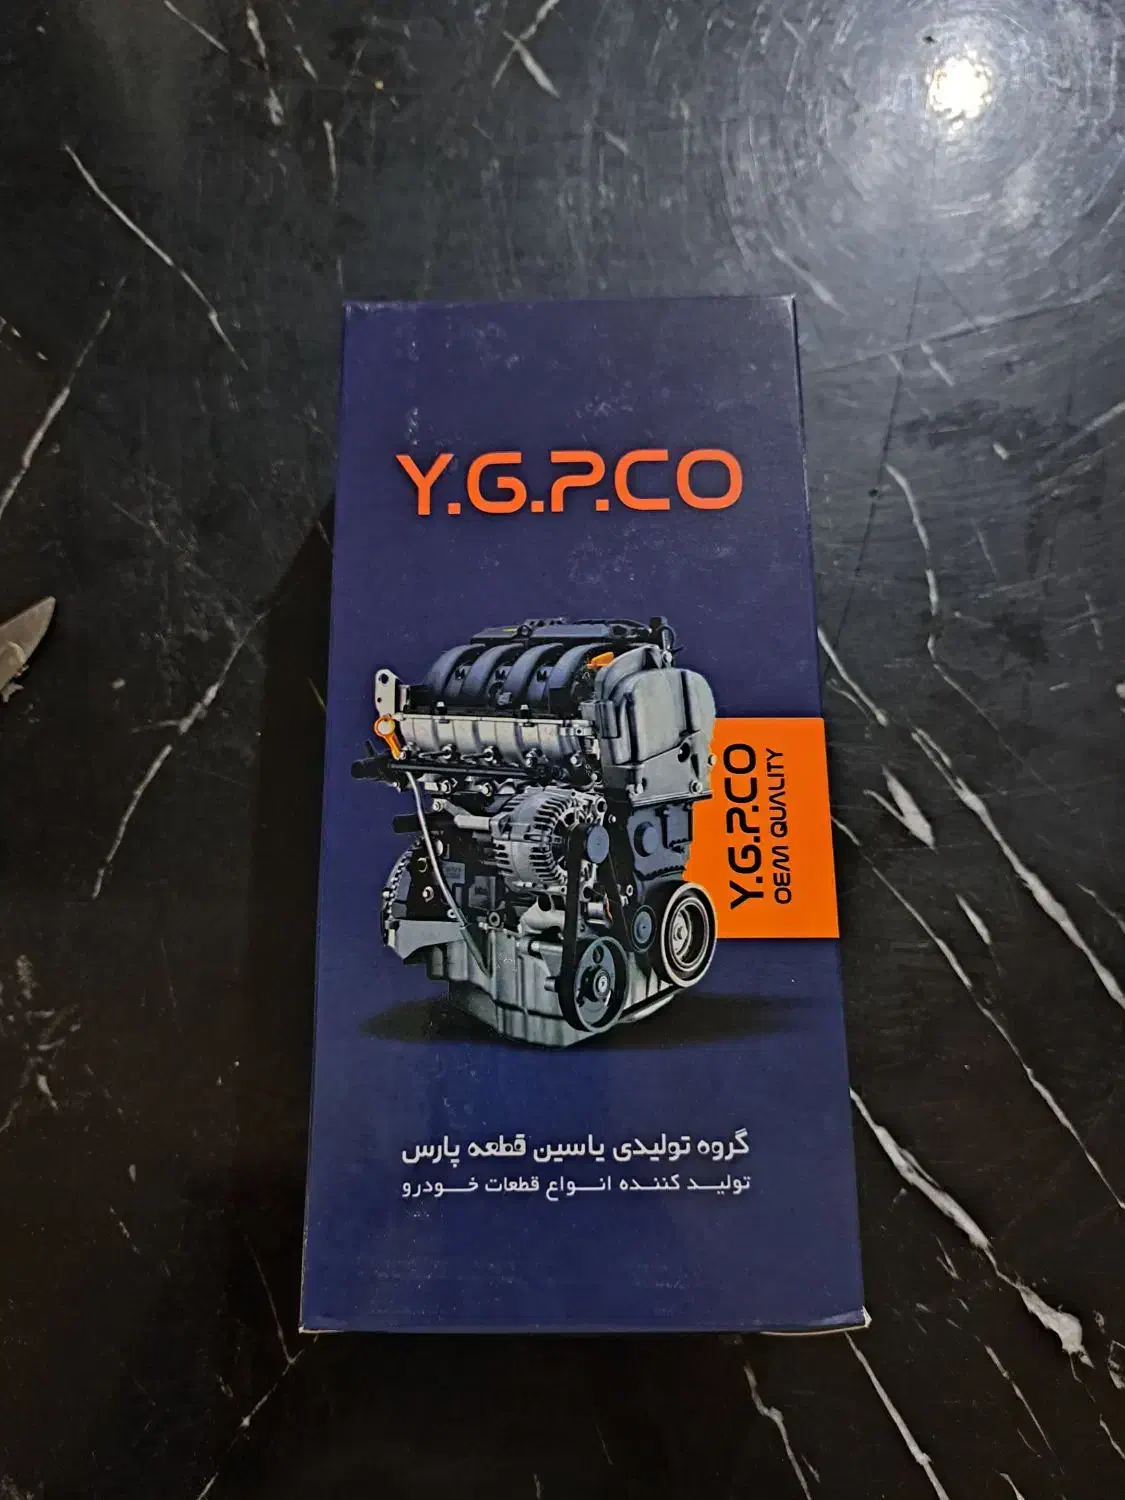 Y.G.P.CO
Y.G.P.CO
OEM QUALITY
گروه تولیدی یاسین قطعه پارس
تولید کننده انواع قطعات خودرو